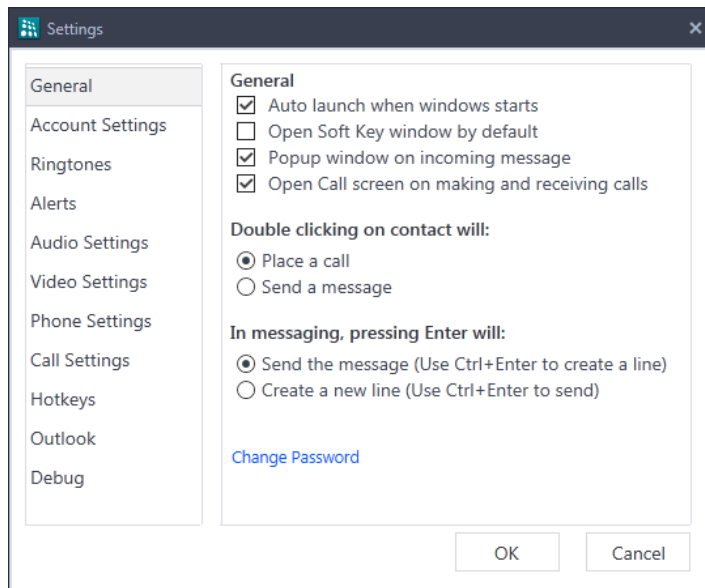 Settings
General
Account Settings
Ringtones
Alerts
Audio Settings
Video Settings
Phone Settings
Call Settings
Hotkeys
Outlook
Debug
General
Auto launch when windows starts
Open Soft Key window by default
Popup window on incoming message
Open Call screen on making and receiving calls
Double clicking on contact will:
Place a call
Send a message
In messaging, pressing Enter will:
Send the message (Use Ctrl+Enter to create a line)
Create a new line (Use Ctrl+Enter to send)
Change Password
OK
Cancel